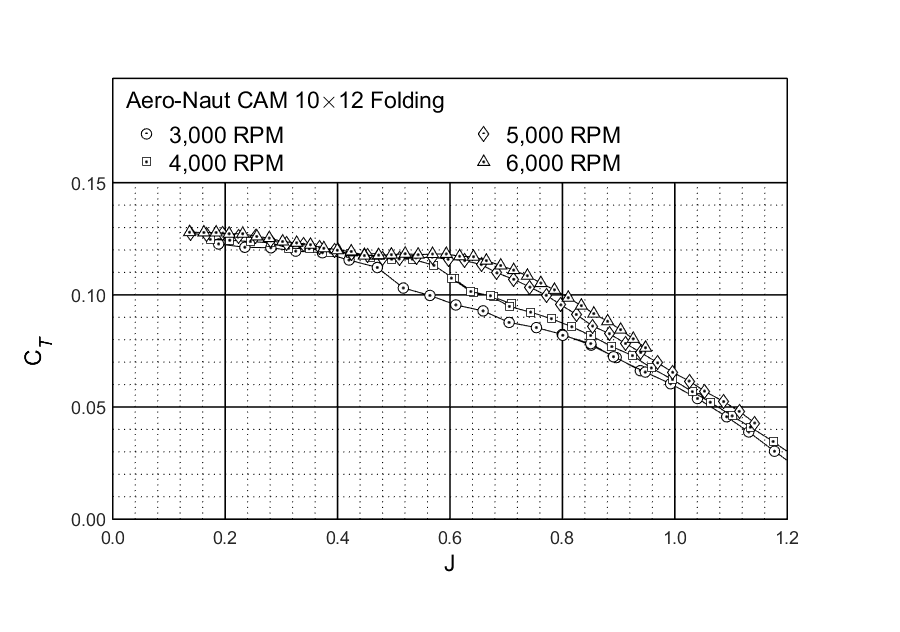 Aero-Naut CAM 10×12 Folding
3,000 RPM
5,000 RPM
4,000 RPM
6,000 RPM
0.15
0.10
0.05
0.00
C_T
0.0 0.2 0.4 0.6 0.8 1.0 1.2
J